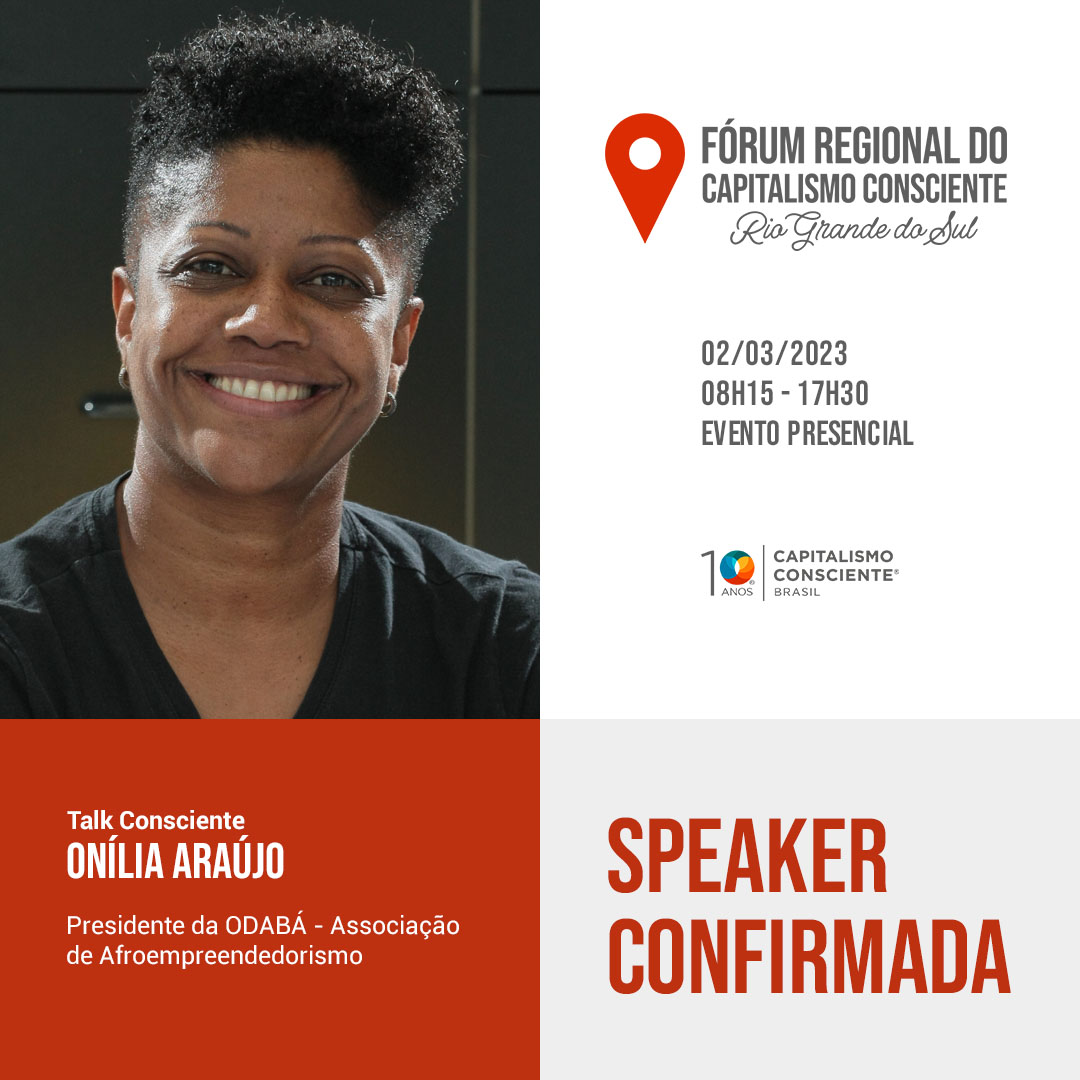 FÓRUM REGIONAL DO
CAPITALISMO CONSCIENTE
Rio Grande do Sul
02/03/2023
08H15 - 17H30
EVENTO PRESENCIAL
10 ANOS
CAPITALISMO
CONSCIENTE®
BRASIL
Talk Consciente
ONÍLIA ARAÚJO
Presidente da ODABÁ - Associação
de Afroempreendedorismo
SPEAKER
CONFIRMADA